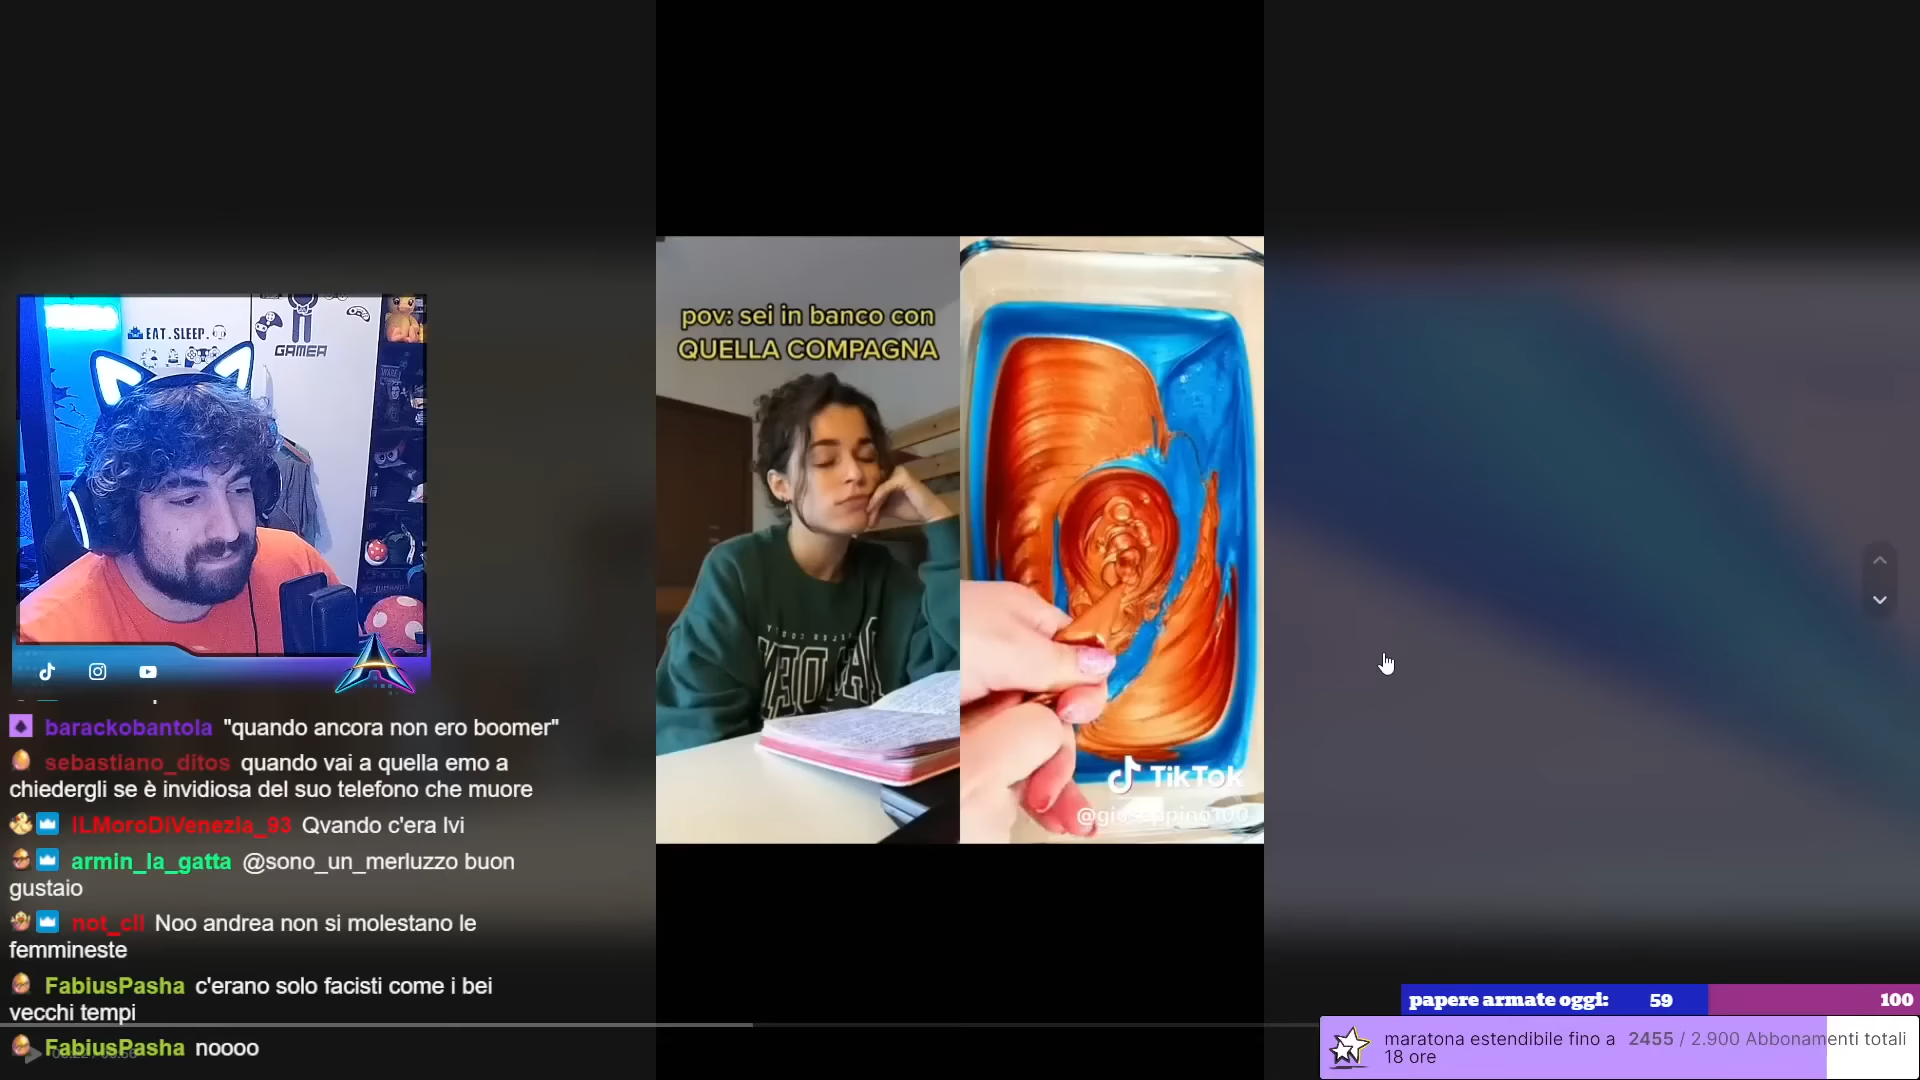 EAT.SLEEP.
GAMER
pov: sei in banco con
QUELLA COMPAGNA
TikTok
barackobantola "quando ancora non ero boomer"
sebastiano_ditos quando vai a quella emo a
chiedergli se è invidiosa del suo telefono che muore
ILMoroDiVenezia_93 Qvando c'era lvi
armin_la_gatta @sono_un_merluzzo buon
gustaio
not_cli Noo andrea non si molestano le
femmineste
FabiusPasha c'erano solo facisti come i bei
vecchi tempi
FabiusPasha noooo
papere armate oggi: 59 100
maratona estendibile fino a 2455 / 2.900 Abbonamenti totali
18 ore